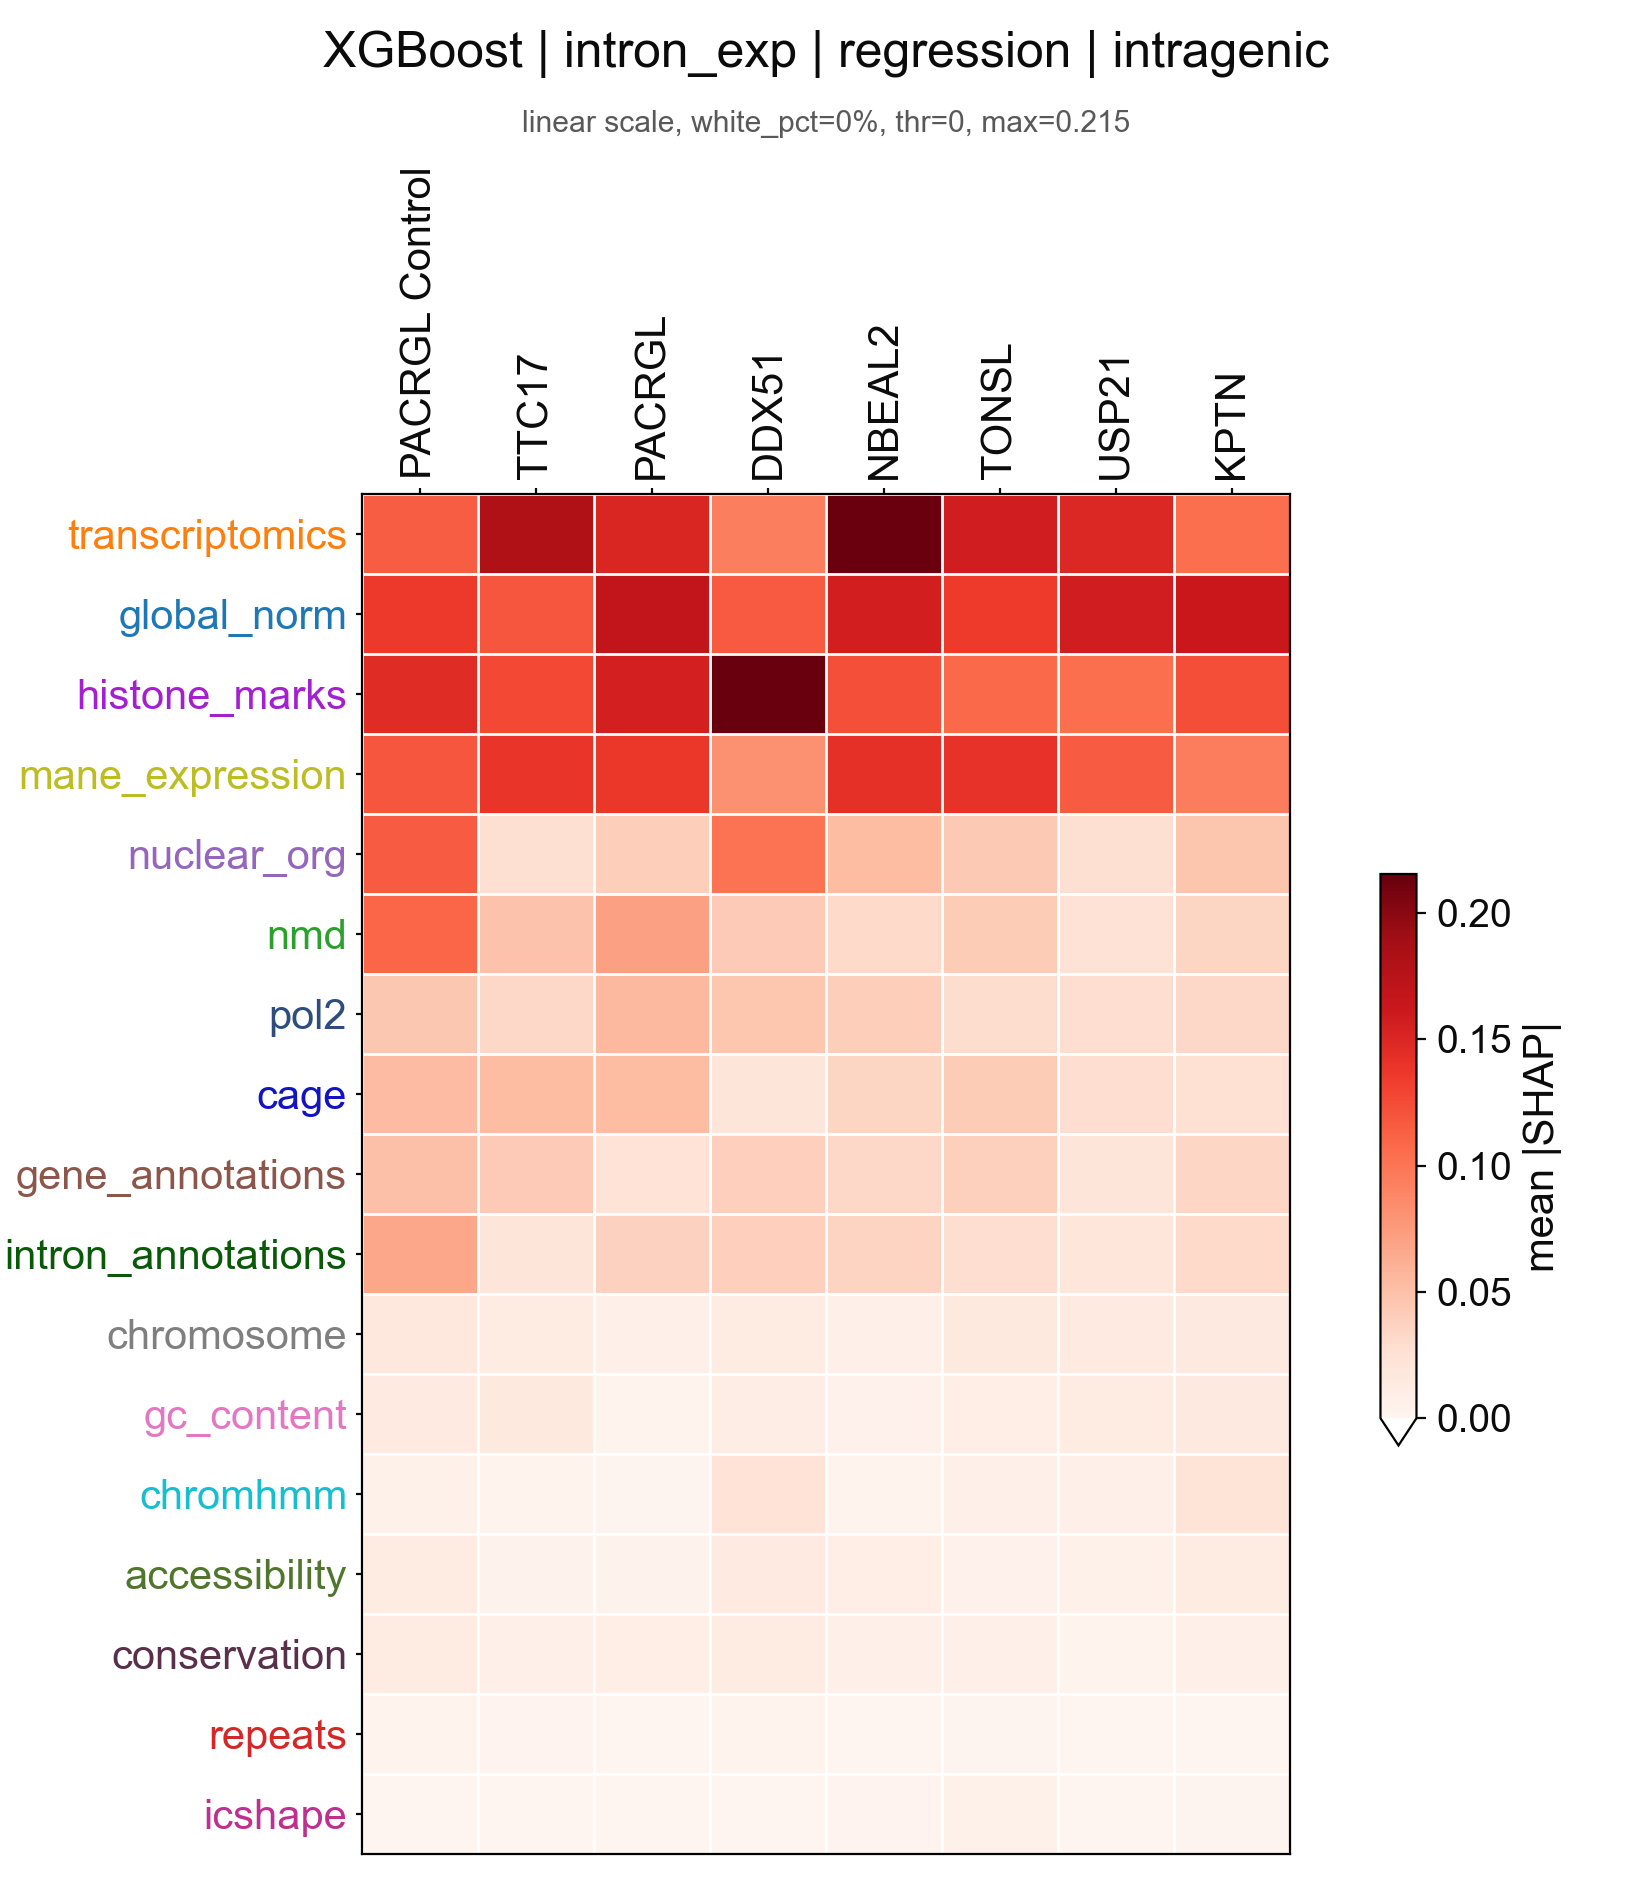 XGBoost | intron_exp | regression | intragenic
linear scale, white_pct=0%, thr=0, max=0.215
PACRGL Control
TTC17
PACRGL
DDX51
NBEAL2
TONSL
USP21
KPTN
transcriptomics
global_norm
histone_marks
mane_expression
nuclear_org
nmd
pol2
cage
gene_annotations
intron_annotations
chromosome
gc_content
chromhmm
accessibility
conservation
repeats
icshape
0.20
0.15
0.10
0.05
0.00
mean |SHAP|